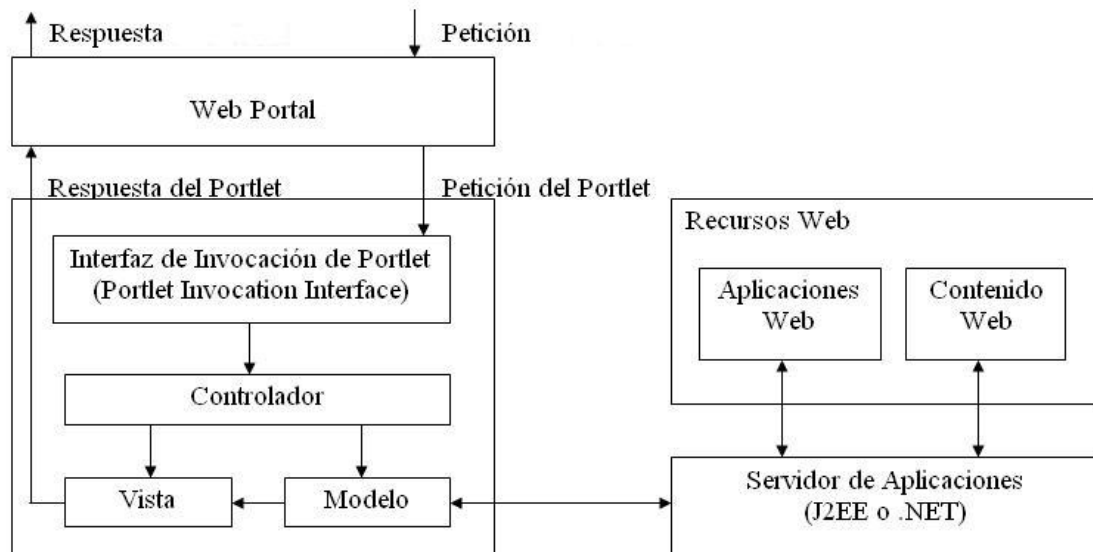 Respuesta
Petición
Web Portal
Respuesta del Portlet
Petición del Portlet
Interfaz de Invocación de Portlet
(Portlet Invocation Interface)
Controlador
Vista
Modelo
Recursos Web
Aplicaciones
Web
Contenido
Web
Servidor de Aplicaciones
(J2EE o .NET)